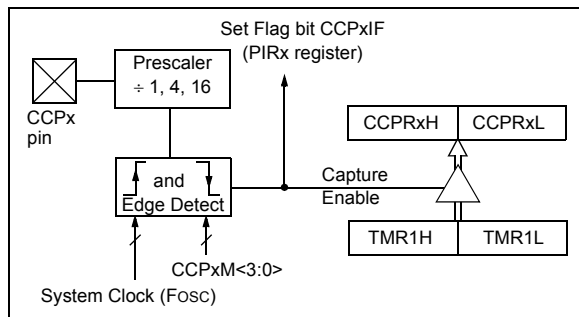 Set Flag bit CCPxIF
(PIRx register)
Prescaler
÷ 1, 4, 16
CCPx
pin
CCPRxH
CCPRxL
and
Edge Detect
Capture
Enable
TMR1H
TMR1L
CCPxM<3:0>
System Clock (FOSC)